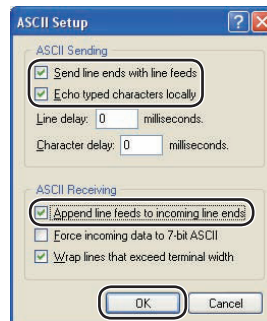 ASCII Setup
ASCII Sending
Send line ends with line feeds
Echo typed characters locally
Line delay: 0 milliseconds.
Character delay: 0 milliseconds.
ASCII Receiving
Append line feeds to incoming line ends
Force incoming data to 7-bit ASCII
Wrap lines that exceed terminal width
OK Cancel